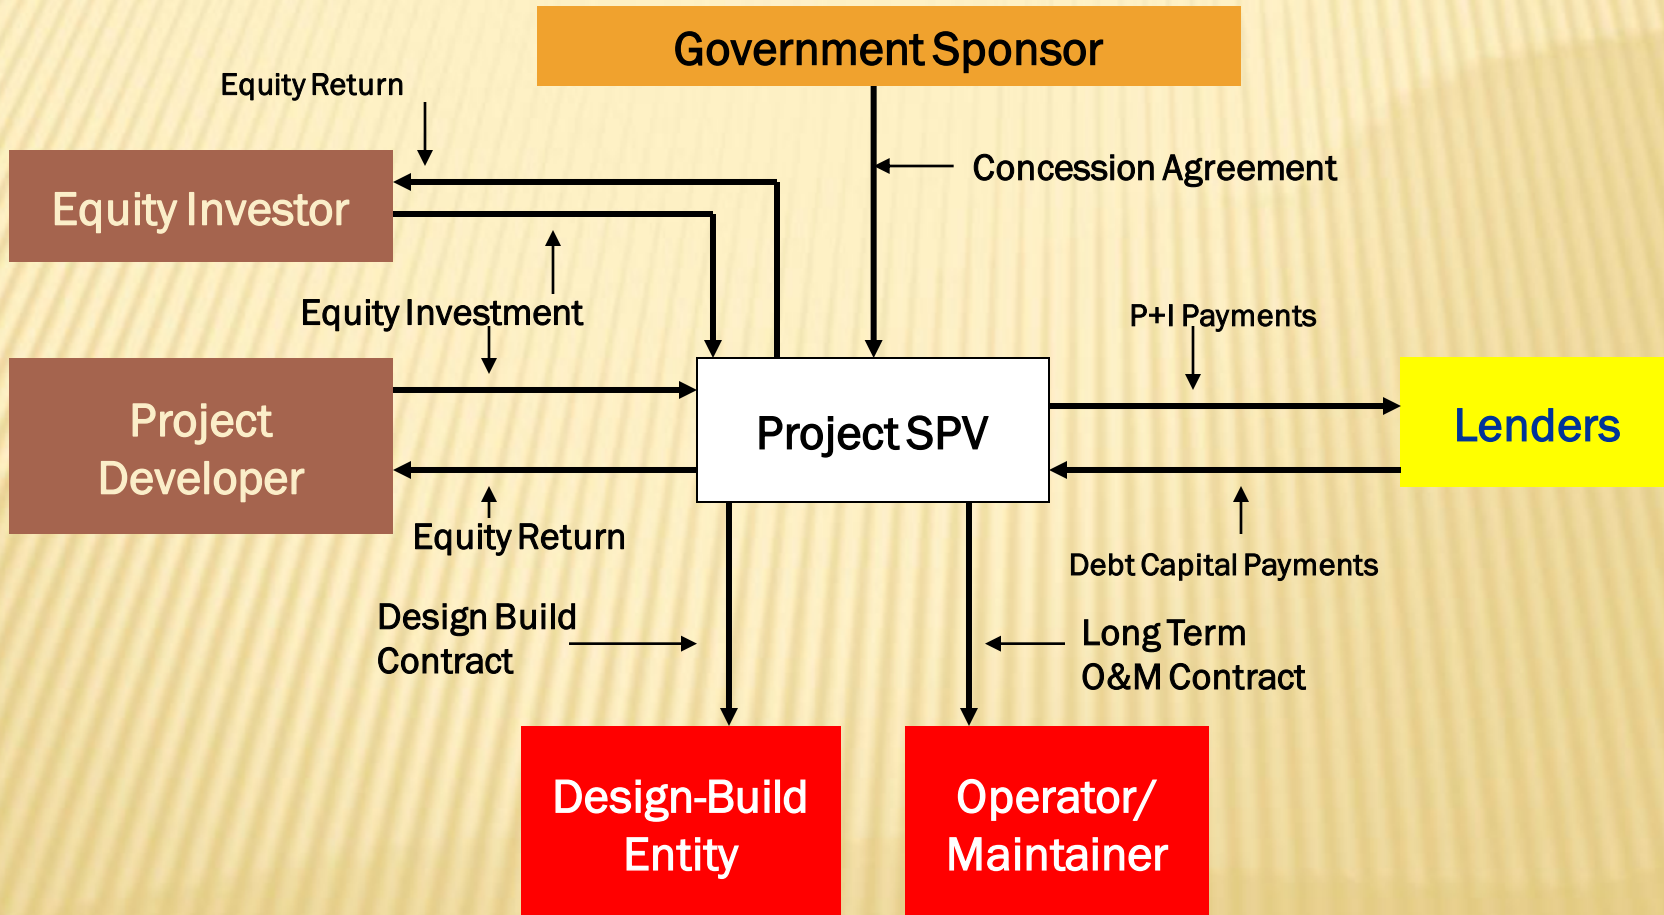 Government Sponsor
Equity Return
Concession Agreement
Equity Investor
Equity Investment
P+I Payments
Project
Developer
Project SPV
Lenders
Equity Return
Debt Capital Payments
Design Build
Contract
Long Term
O&M Contract
Design-Build
Entity
Operator/
Maintainer